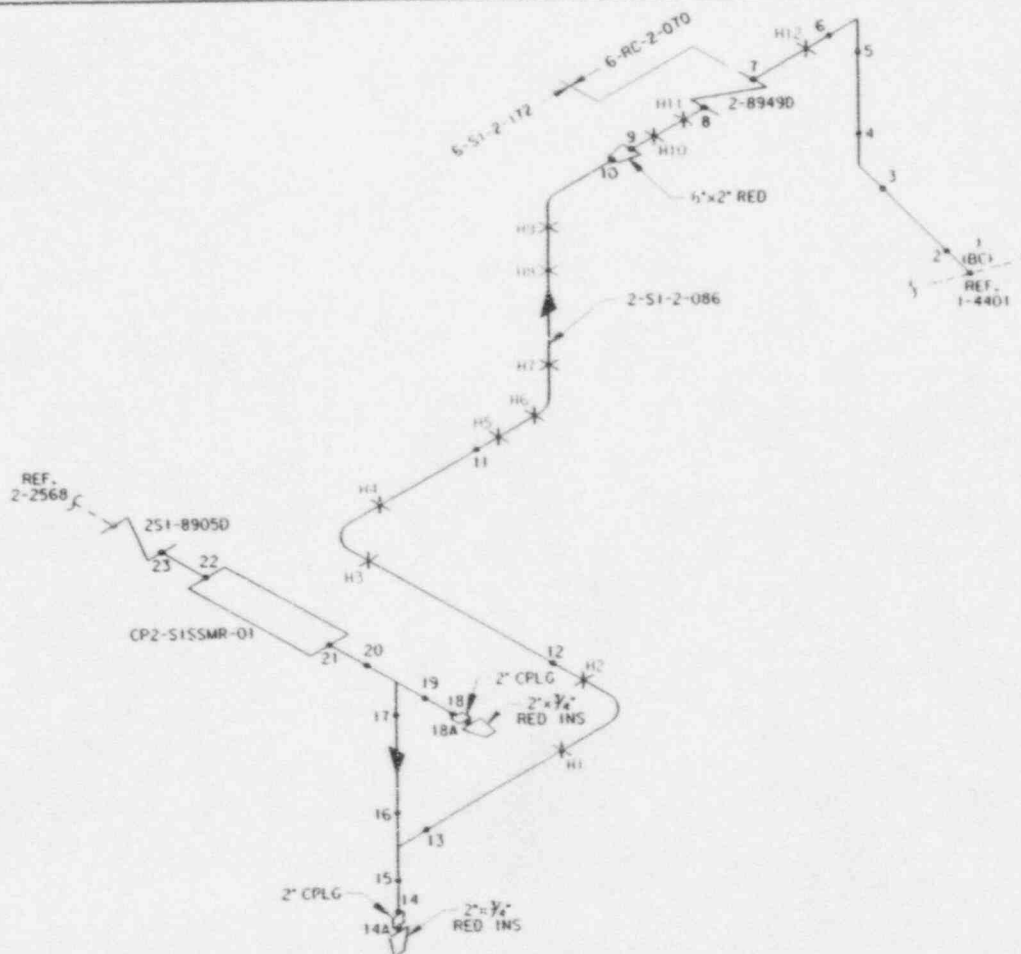 6-RC-2-070
6-SI-2-172
H12
6
5
7
2-8949D
H11
8
9
H10
10
6"x2" RED
4
3
2
1
(BC)
REF.
1-4401
H9
H8
2-SI-2-086
H7
H6
H5
11
H4
REF.
2-2568
2SI-8905D
23
22
H3
CP2-SISSMR-01
21
20
12
H2
2" CPLG
19
18
2"x¾"
RED INS
18A
17
H1
16
13
15
2" CPLG
14
14A
2"x¾"
RED INS